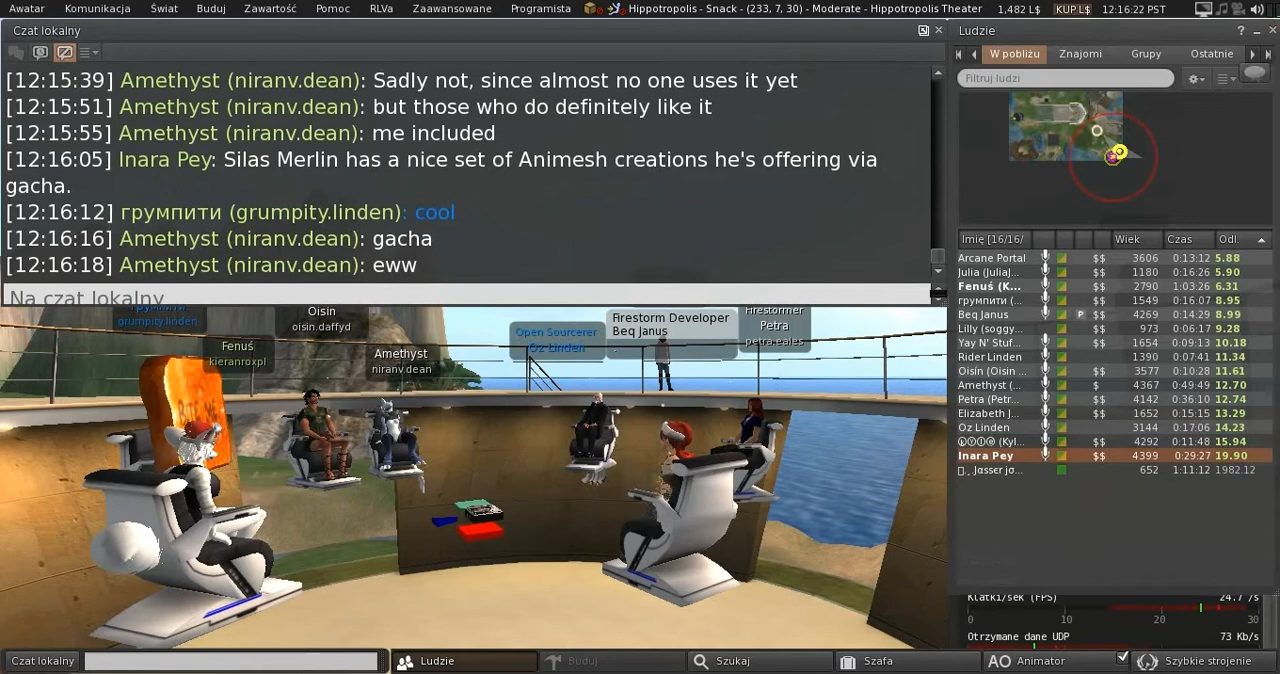 Awatar Komunikacja Świat Buduj Zawartość Pomoc RLVa Zaawansowane Programista Hippotropolis - Snack - (233, 7, 30) - Moderate - Hippotropolis Theater 1,482 L$ KUP L$ 12:16:22 PST
Czat lokalny
[12:15:39] Amethyst (niranv.dean): Sadly not, since almost no one uses it yet
[12:15:51] Amethyst (niranv.dean): but those who do definitely like it
[12:15:55] Amethyst (niranv.dean): me included
[12:16:05] Inara Pey: Silas Merlin has a nice set of Animesh creations he's offering via
gacha.
[12:16:12] грумпити (grumpity.linden): cool
[12:16:16] Amethyst (niranv.dean): gacha
[12:16:18] Amethyst (niranv.dean): eww
Na czat lokalny
грумпити
grumpity.linden
Oisin
oisin.daffyd
Fenuś
kieranroxpl
Amethyst
niranv.dean
Open Sourcerer
Oz Linden
Firestorm Developer
Beq Janus
Firestormer
Petra
petra.eales
Ludzie
W pobliżu Znajomi Grupy Ostatnie
Filtruj ludzi
Imię [16/16/ Wiek Czas Odl.
Arcane Portal $$ 3606 0:13:12 5.88
Julia (JuliaJ... $$ 1180 0:16:26 5.90
Fenuś (K... $$ 2790 1:03:26 6.31
грумпити (... $$ 1549 0:16:07 8.95
Beq Janus P $$ 4269 0:14:29 8.99
Lilly (soggy... $$ 973 0:06:17 9.28
Yay N' Stuf... $$ 1654 0:09:13 10.18
Rider Linden 1390 0:07:41 11.34
Oisín (Oisin ... $$ 3577 0:10:28 11.61
Amethyst (... $ 4367 0:49:49 12.70
Petra (Petr... $$ 4142 0:36:10 12.74
Elizabeth J... $$ 1652 0:15:15 13.29
Oz Linden 3144 0:17:06 14.23
(Kyl... $$ 4292 0:11:48 15.94
Inara Pey $$ 4399 0:29:27 19.90
652 1:11:12 1982.12
Klatki/sek (FPS) 24.7 /s
0 10 20 30
Otrzymane dane UDP 73 Kb/s
Czat lokalny Ludzie Buduj Szukaj Szafa AO Animator Szybkie strojenie